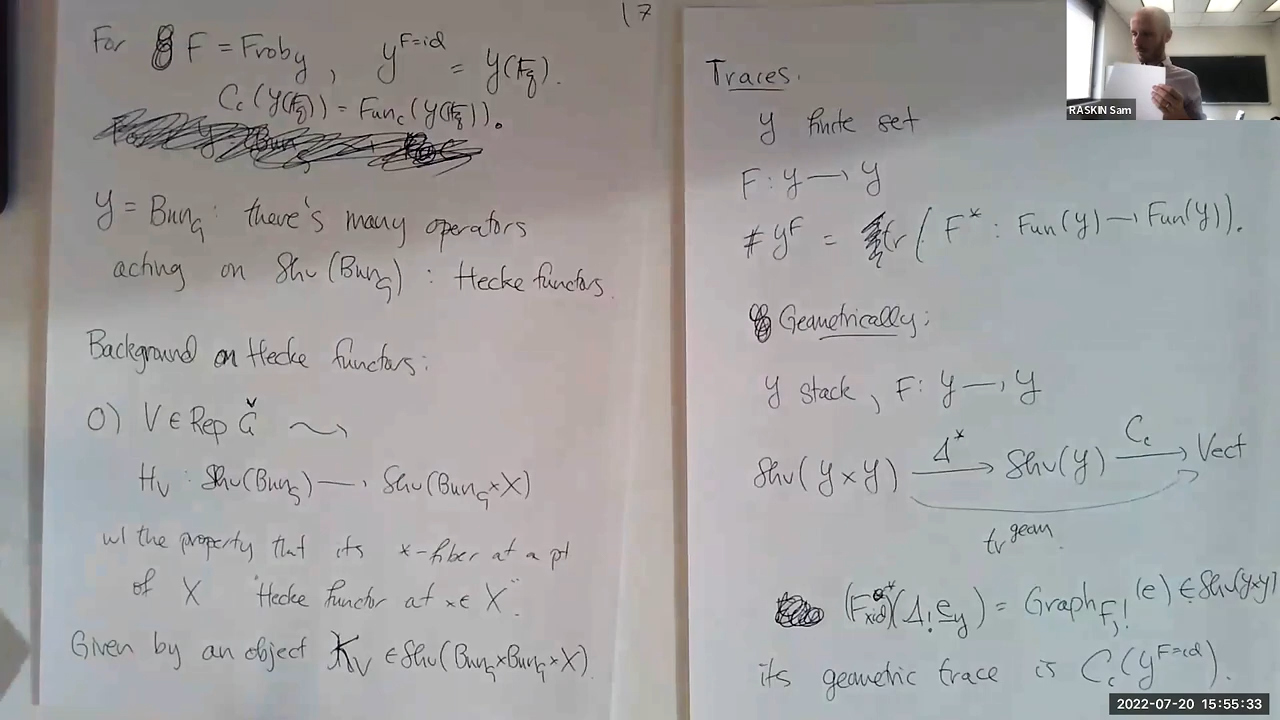 17
For F = Frob_y, y^{F=id} = y(F_q).
C_c(y(F_q)) = Fun_c(y(F_q)).
y = Bun_G: there's many operators
acting on Shv(Bun_G) : Hecke functors.
Background on Hecke functors:
0) V ∈ Rep Ǧ ⇝
H_V : Shv(Bun_G) → Shv(Bun_G × X)
w/ the property that its *-fiber at a pt
of X "Hecke functor at x ∈ X".
Given by an object K_V ∈ Shv(Bun_G × Bun_G × X)
Traces.
y finite set
F : y → y
# y^F = tr( F^* : Fun(y) → Fun(y)).
Geometrically:
y stack, F : y → y
Shv(y × y) →^{Δ^*} Shv(y) →^{C_c} Vect
tr^{geom}.
(F × id)^*(Δ_! e_y) = Graph_{F,!}(e) ∈ Shv(y×y)
its geometric trace is C_c(y^{F=id}).
RASKIN Sam
2022-07-20 15:55:33